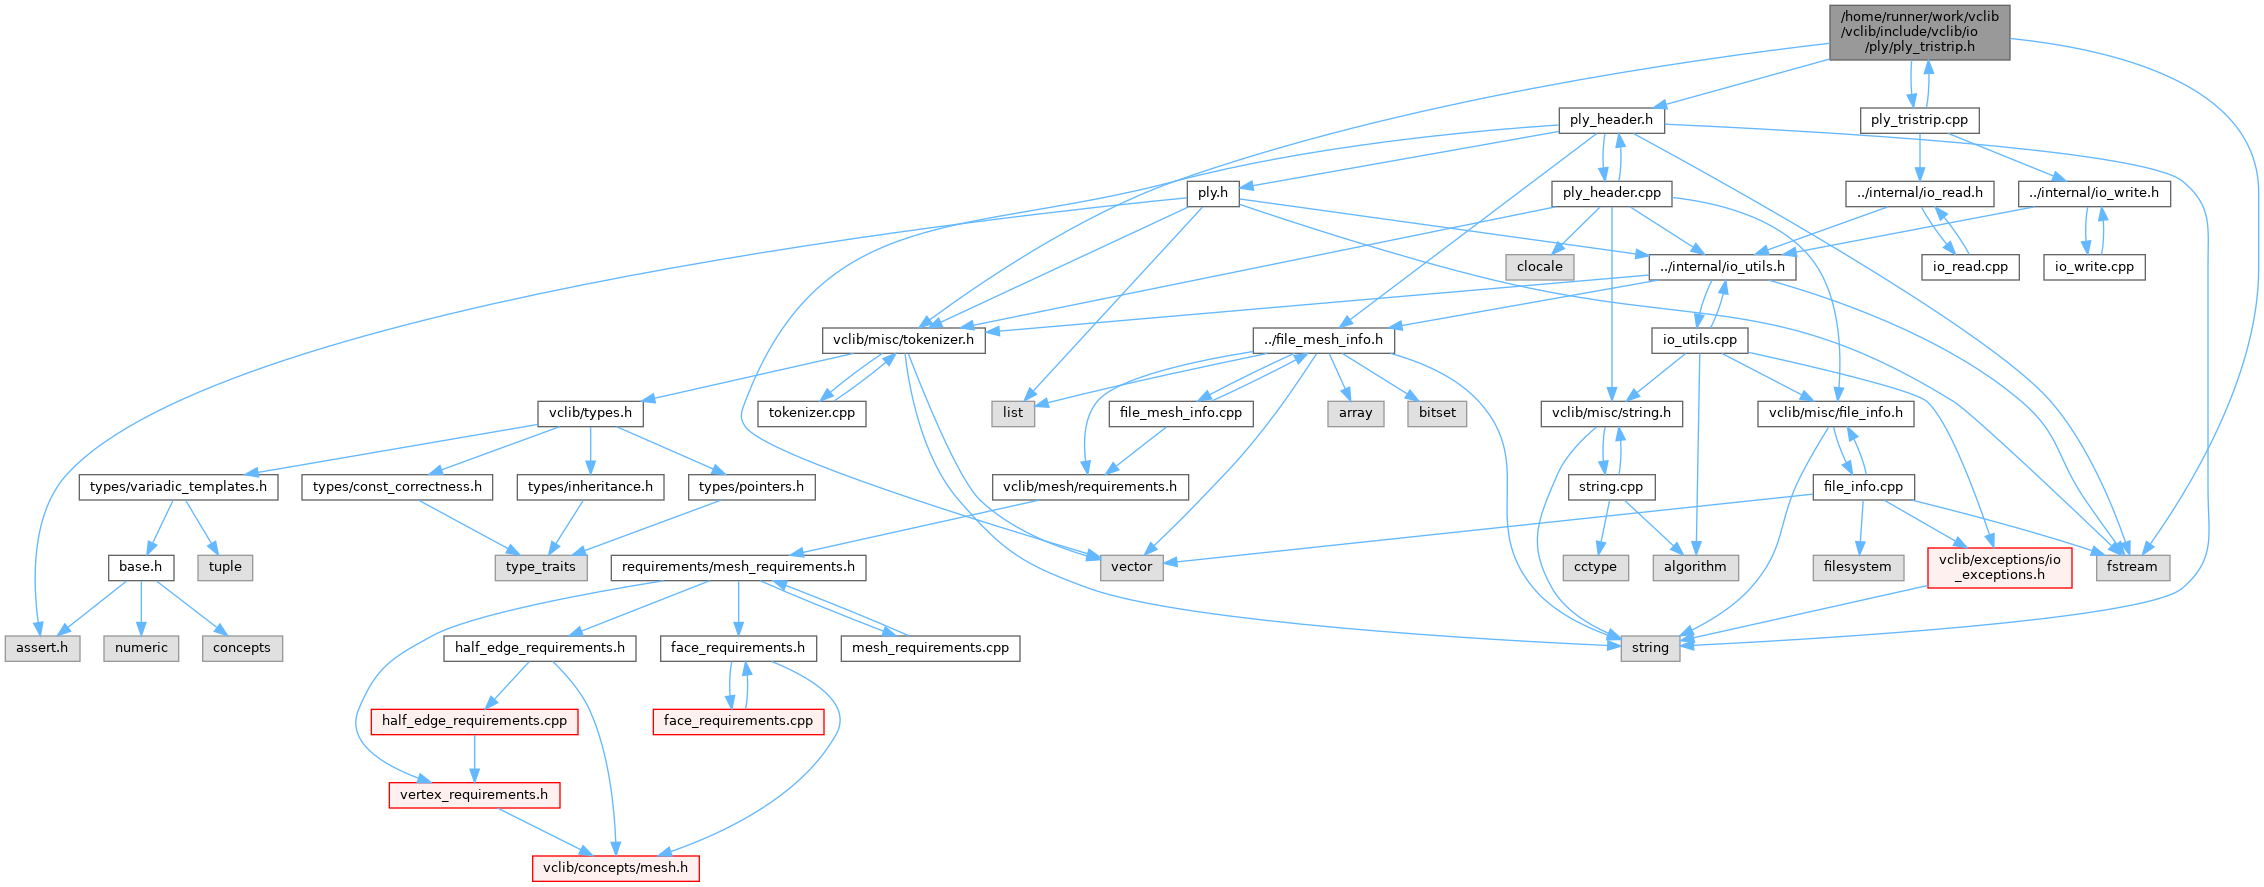 /home/runner/work/vclib
/vclib/include/vclib/io
/ply/ply_tristrip.h
ply_header.h
ply_tristrip.cpp
ply.h
ply_header.cpp
../internal/io_read.h
../internal/io_write.h
clocale
../internal/io_utils.h
io_read.cpp
io_write.cpp
vclib/misc/tokenizer.h
../file_mesh_info.h
io_utils.cpp
vclib/types.h
tokenizer.cpp
list
file_mesh_info.cpp
array
bitset
vclib/misc/string.h
vclib/misc/file_info.h
types/variadic_templates.h
types/const_correctness.h
types/inheritance.h
types/pointers.h
vclib/mesh/requirements.h
string.cpp
file_info.cpp
base.h
tuple
type_traits
requirements/mesh_requirements.h
vector
cctype
algorithm
filesystem
vclib/exceptions/io
_exceptions.h
fstream
assert.h
numeric
concepts
half_edge_requirements.h
face_requirements.h
mesh_requirements.cpp
string
half_edge_requirements.cpp
face_requirements.cpp
vertex_requirements.h
vclib/concepts/mesh.h